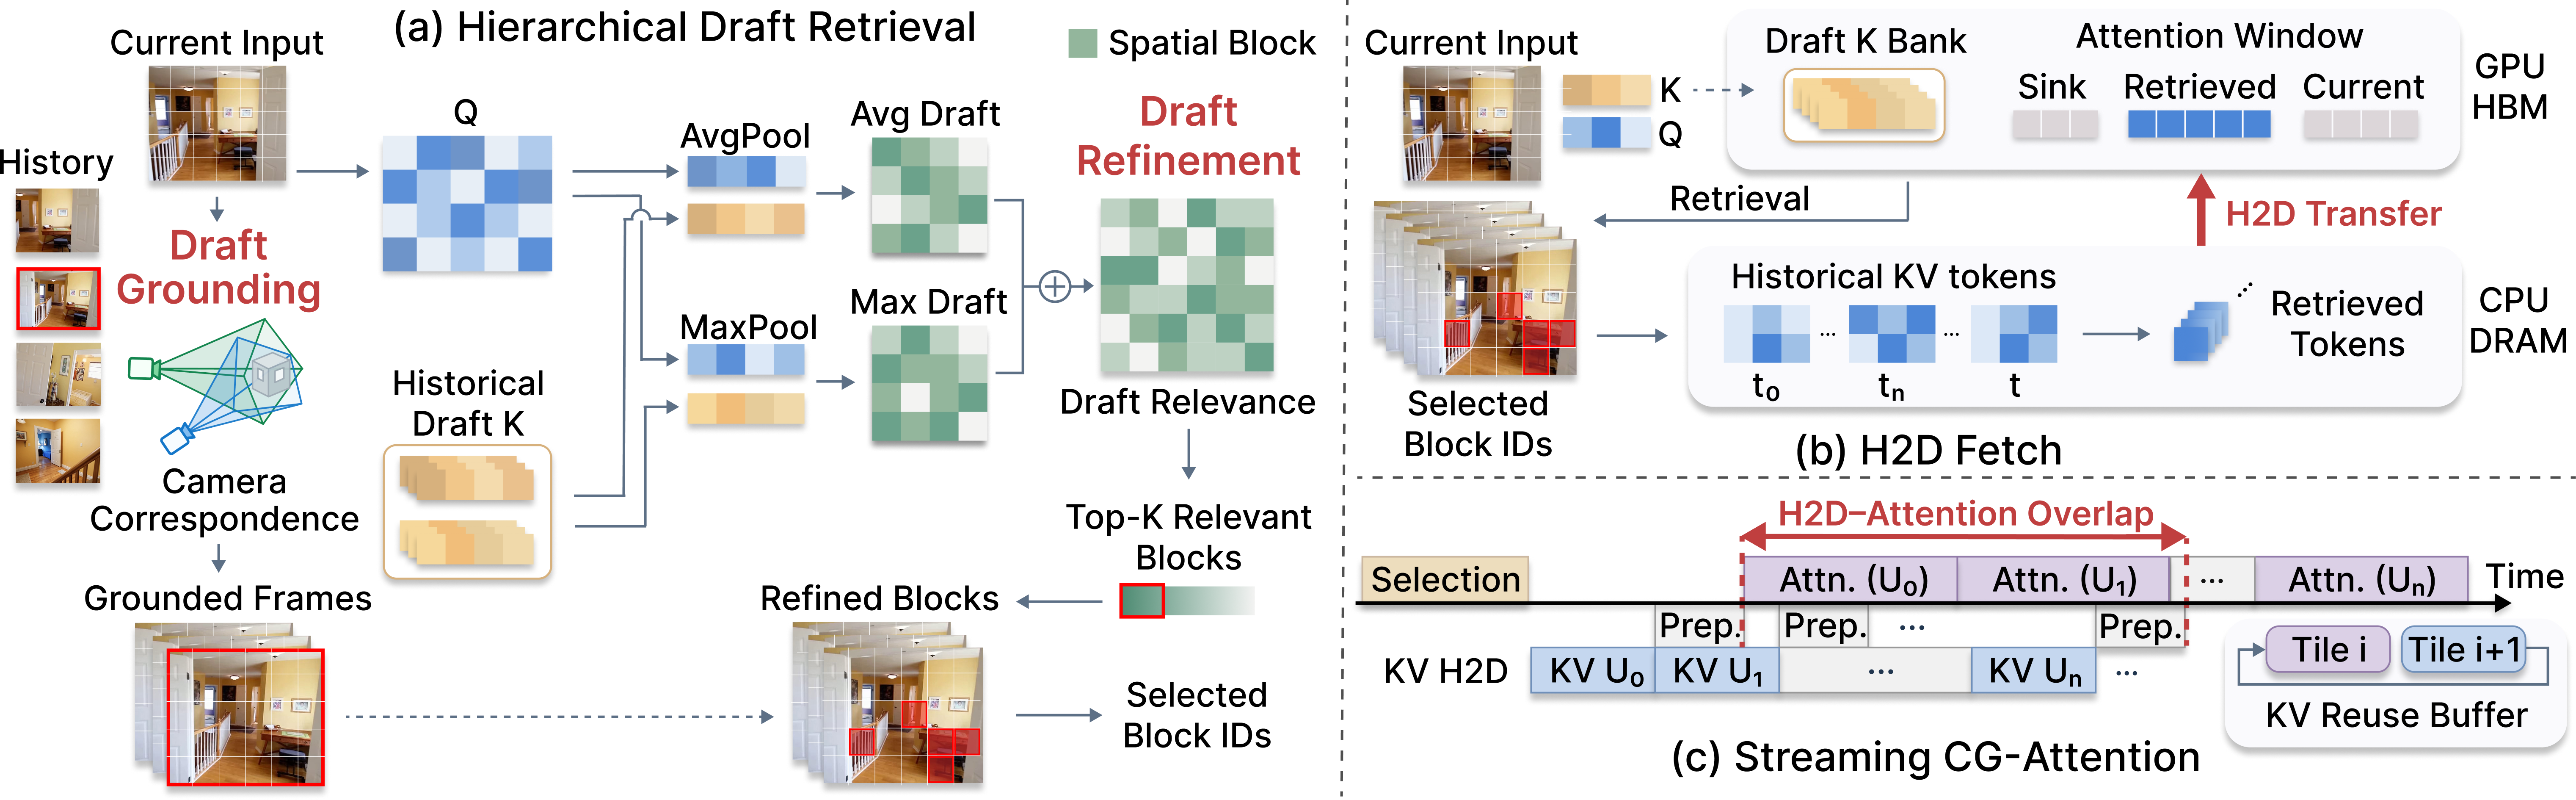 (a) Hierarchical Draft Retrieval
Current Input
Spatial Block
History
Draft
Grounding
Camera
Correspondence
Grounded Frames
Q
Historical
Draft K
AvgPool
MaxPool
Avg Draft
Max Draft
Draft
Refinement
Draft Relevance
Top-K Relevant
Blocks
Refined Blocks
Selected
Block IDs
Current Input
K
Q
Draft K Bank
Attention Window
Sink
Retrieved
Current
GPU
HBM
Retrieval
H2D Transfer
Selected
Block IDs
Historical KV tokens
t₀
...
tₙ
...
t
Retrieved
Tokens
CPU
DRAM
(b) H2D Fetch
H2D–Attention Overlap
Selection
Attn. (U₀)
Attn. (U₁)
...
Attn. (Uₙ)
Time
Prep.
Prep.
...
Prep.
KV H2D
KV U₀
KV U₁
...
KV Uₙ
...
Tile i
Tile i+1
KV Reuse Buffer
(c) Streaming CG-Attention